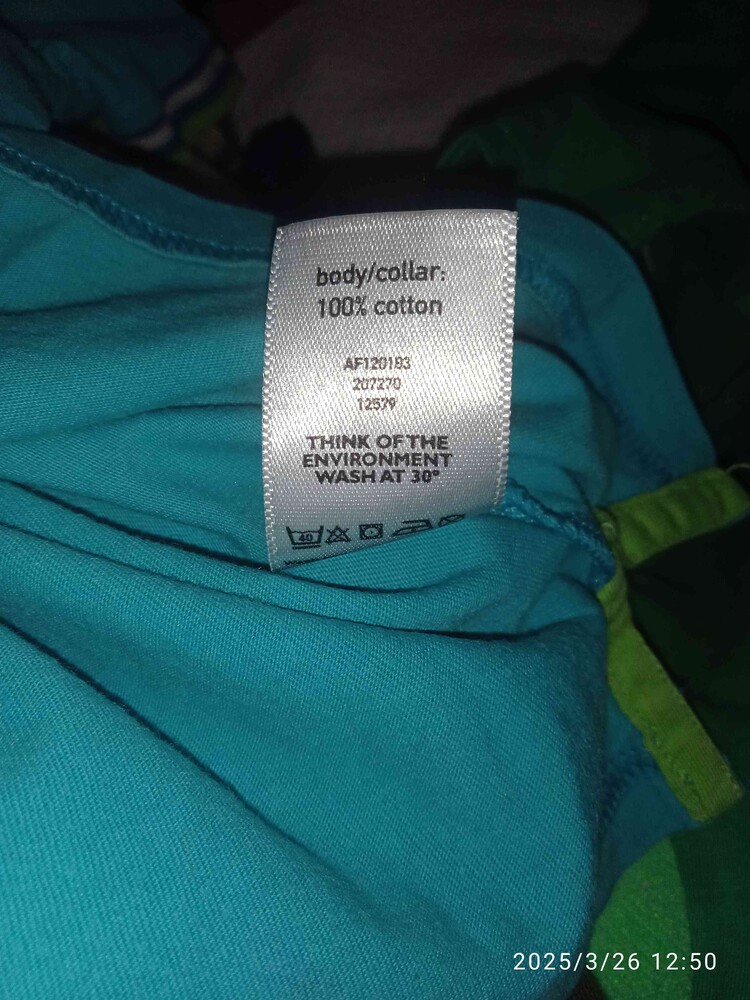 body/collar:
100% cotton
AF120183
207270
12579
THINK OF THE
ENVIRONMENT
WASH AT 30°
40
2025/3/26 12:50